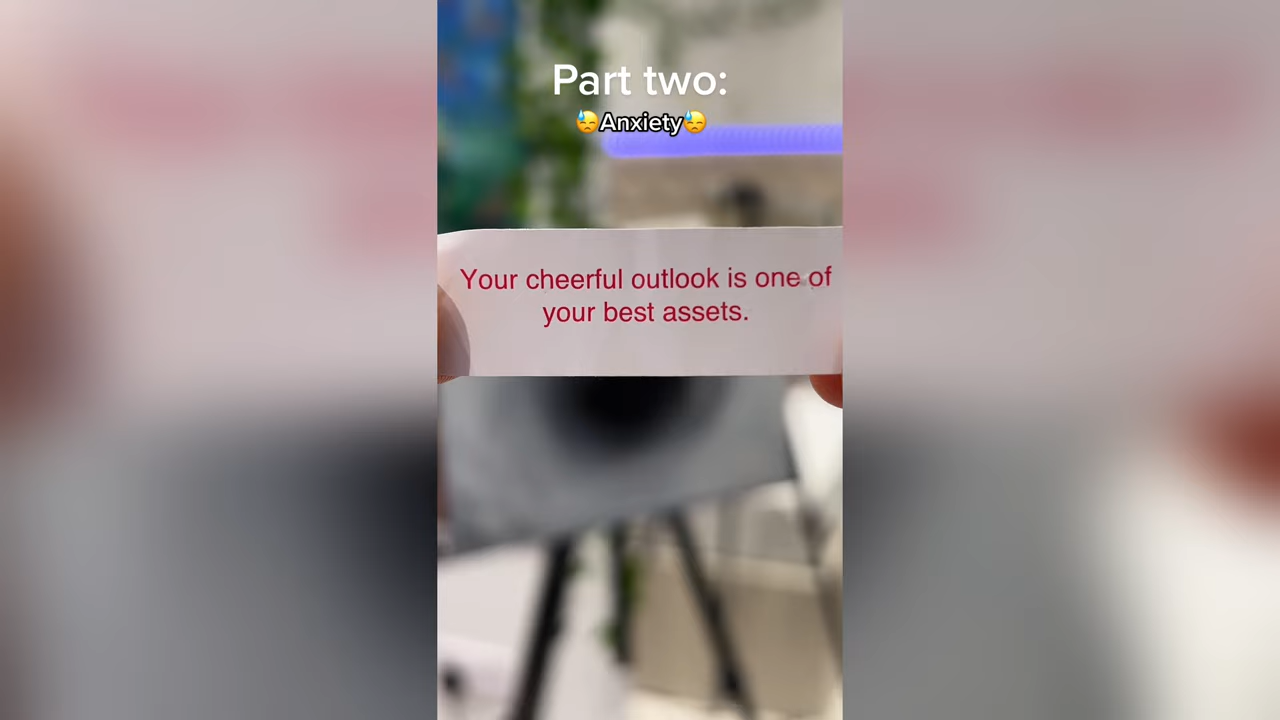 Part two:
😓Anxiety😓
Your cheerful outlook is one of
your best assets.